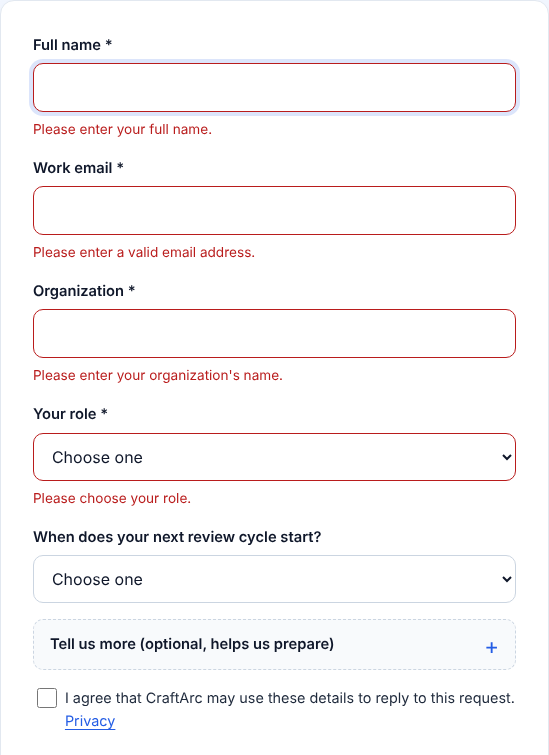 Full name *
Please enter your full name.
Work email *
Please enter a valid email address.
Organization *
Please enter your organization's name.
Your role *
Choose one
Please choose your role.
When does your next review cycle start?
Choose one
Tell us more (optional, helps us prepare) +
I agree that CraftArc may use these details to reply to this request.
Privacy